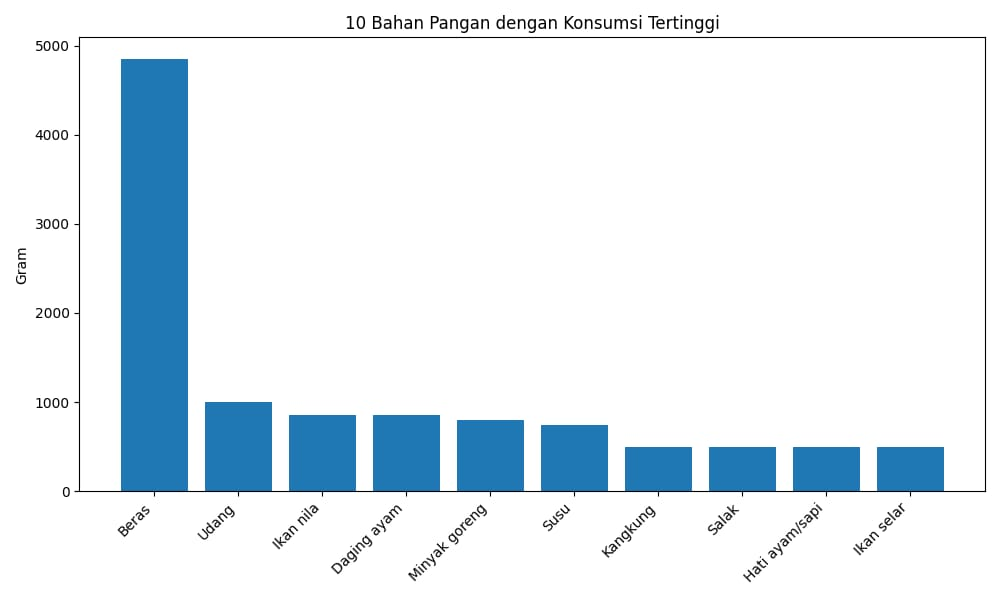 10 Bahan Pangan dengan Konsumsi Tertinggi
Gram
5000
4000
3000
2000
1000
0
Beras
Udang
Ikan nila
Daging ayam
Minyak goreng
Susu
Kangkung
Salak
Hati ayam/sapi
Ikan selar